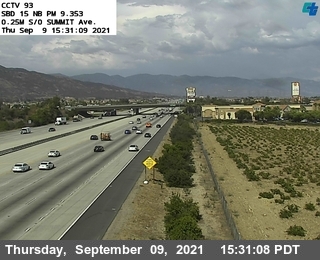 CCTV 93
SBD 15 NB PM 9.353
0.25M S/O SUMMIT Ave.
Thu Sep  9 15:31:09 2021
Thursday, September 09, 2021 15:31:08 PDT